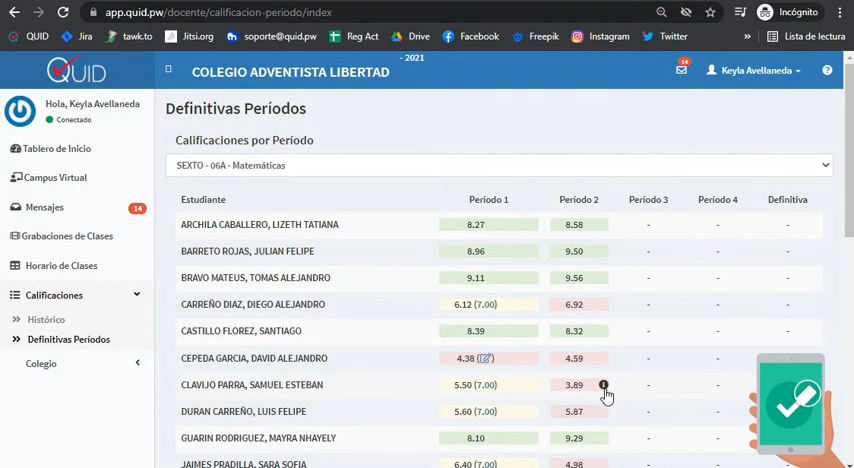 app.quid.pw/docente/calificacion-periodo/index
Incógnito
QUID
Jira
tawk.to
Jitsi.org
soporte@quid.pw
Reg Act
Drive
Facebook
Freepik
Instagram
Twitter
»
Lista de lectura
QUID
- 2021
COLEGIO ADVENTISTA LIBERTAD
14
Keyla Avellaneda
Hola, Keyla Avellaneda
Conectado
Tablero de Inicio
Campus Virtual
Mensajes
14
Grabaciones de Clases
Horario de Clases
Calificaciones
Histórico
Definitivas Períodos
Colegio
Definitivas Períodos
Calificaciones por Período
SEXTO - 06A - Matemáticas
Estudiante Período 1 Período 2 Período 3 Período 4 Definitiva
ARCHILA CABALLERO, LIZETH TATIANA 8.27 8.58 - - -
BARRETO ROJAS, JULIAN FELIPE 8.96 9.50 - - -
BRAVO MATEUS, TOMAS ALEJANDRO 9.11 9.56 - - -
CARREÑO DIAZ, DIEGO ALEJANDRO 6.12 (7.00) 6.92 - - -
CASTILLO FLOREZ, SANTIAGO 8.39 8.32 - - -
CEPEDA GARCIA, DAVID ALEJANDRO 4.38 ( ) 4.59 - - -
CLAVIJO PARRA, SAMUEL ESTEBAN 5.50 (7.00) 3.89 - - -
DURAN CARREÑO, LUIS FELIPE 5.60 (7.00) 5.87 - -
GUARIN RODRIGUEZ, MAYRA NHAYELY 8.10 9.29 - -
JAIMES PRADILLA, SARA SOFIA 6.40 (7.00) 4.98 - -